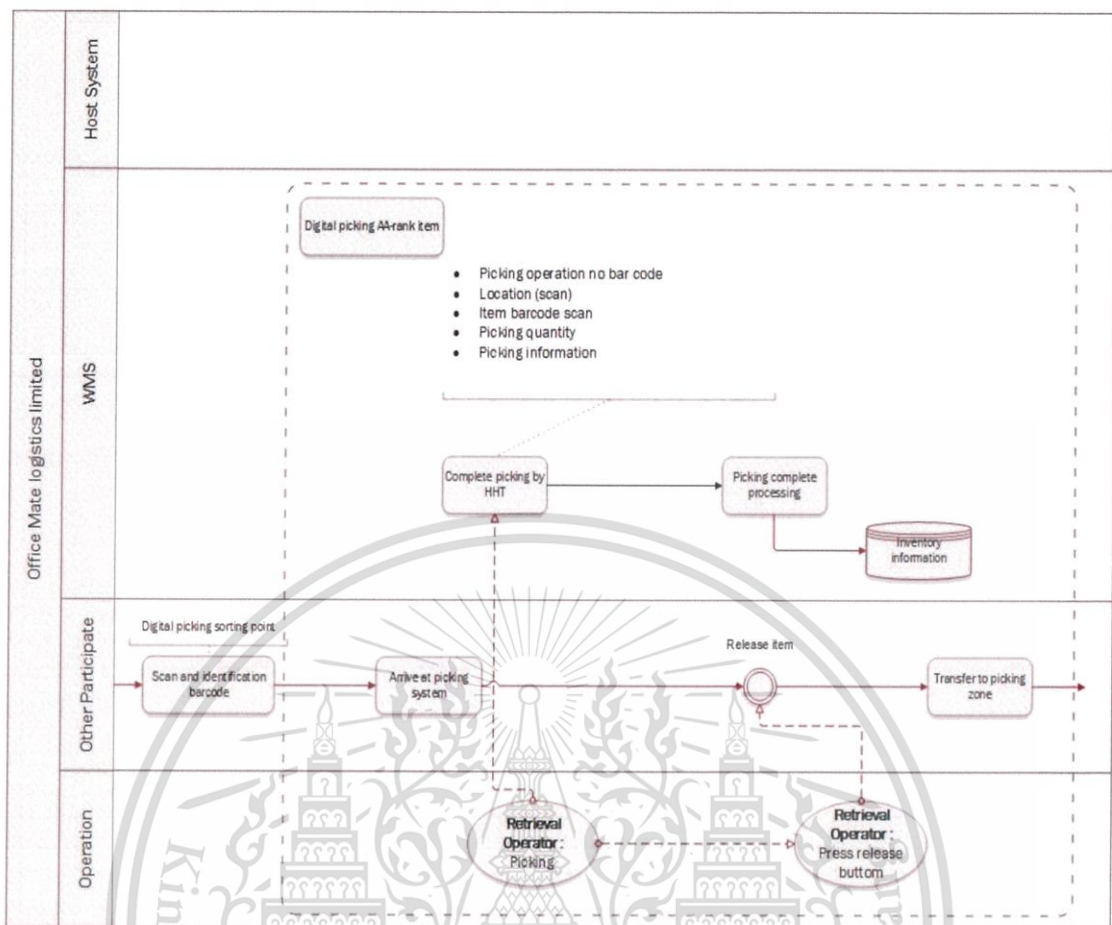 Office Mate logistics limited
Host System
WMS
Digital picking AA-rank item
• Picking operation no bar code
• Location (scan)
• Item barcode scan
• Picking quantity
• Picking information
Complete picking by
HHT
Picking complete
processing
Inventory
information
Other Participate
Digital picking sorting point
Scan and identification
barcode
Arrive at picking
system
Release item
Transfer to picking
zone
Operation
Retrieval
Operator :
Picking
Retrieval
Operator :
Press release
buttom